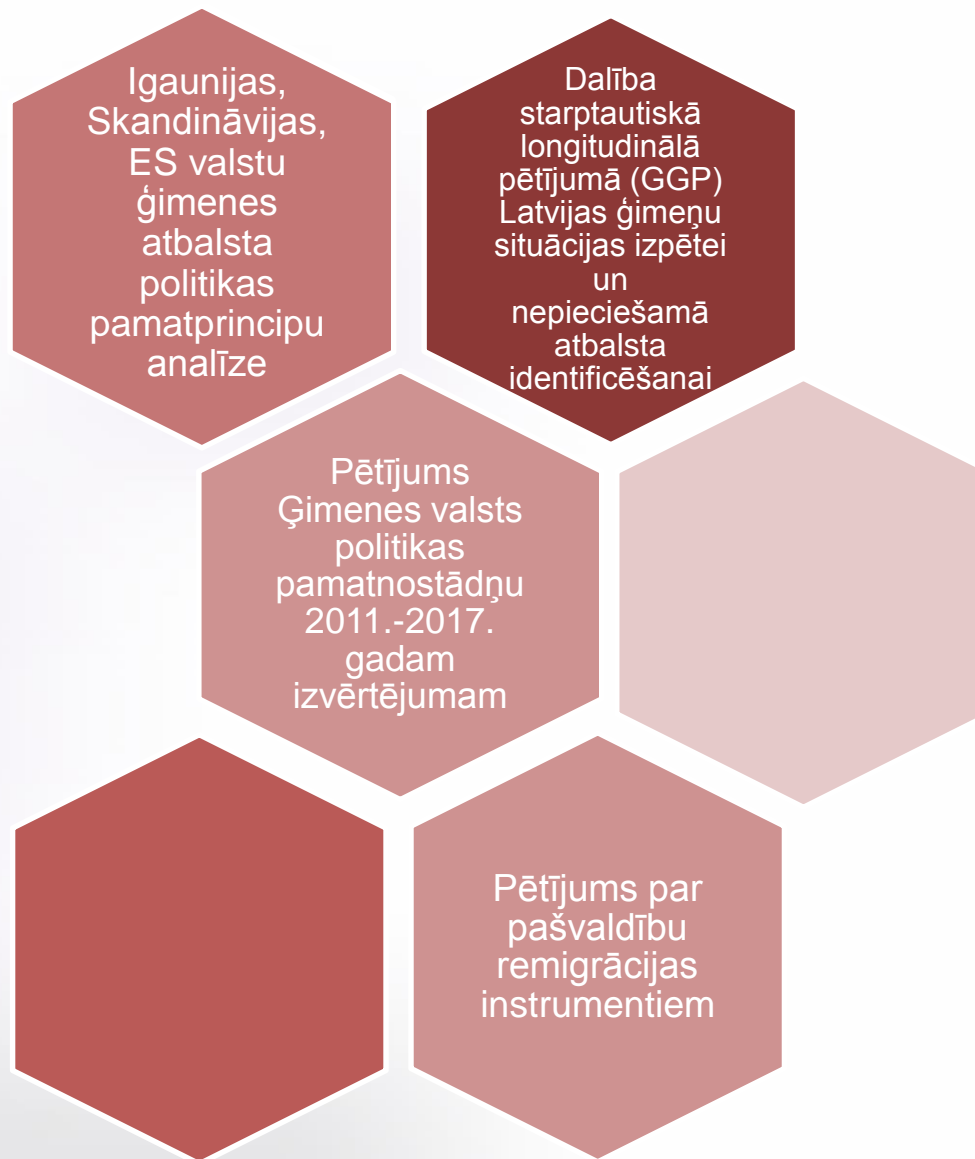 Igaunijas,
Skandināvijas,
ES valstu
ģimenes
atbalsta
politikas
pamatprincipu
analīze
Dalība
starptautiskā
longitudinālā
pētījumā (GGP)
Latvijas ģimeņu
situācijas izpētei
un
nepieciešamā
atbalsta
identificēšanai
Pētījums
Ģimenes valsts
politikas
pamatnostādņu
2011.-2017.
gadam
izvērtējumam
Pētījums par
pašvaldību
remigrācijas
instrumentiem